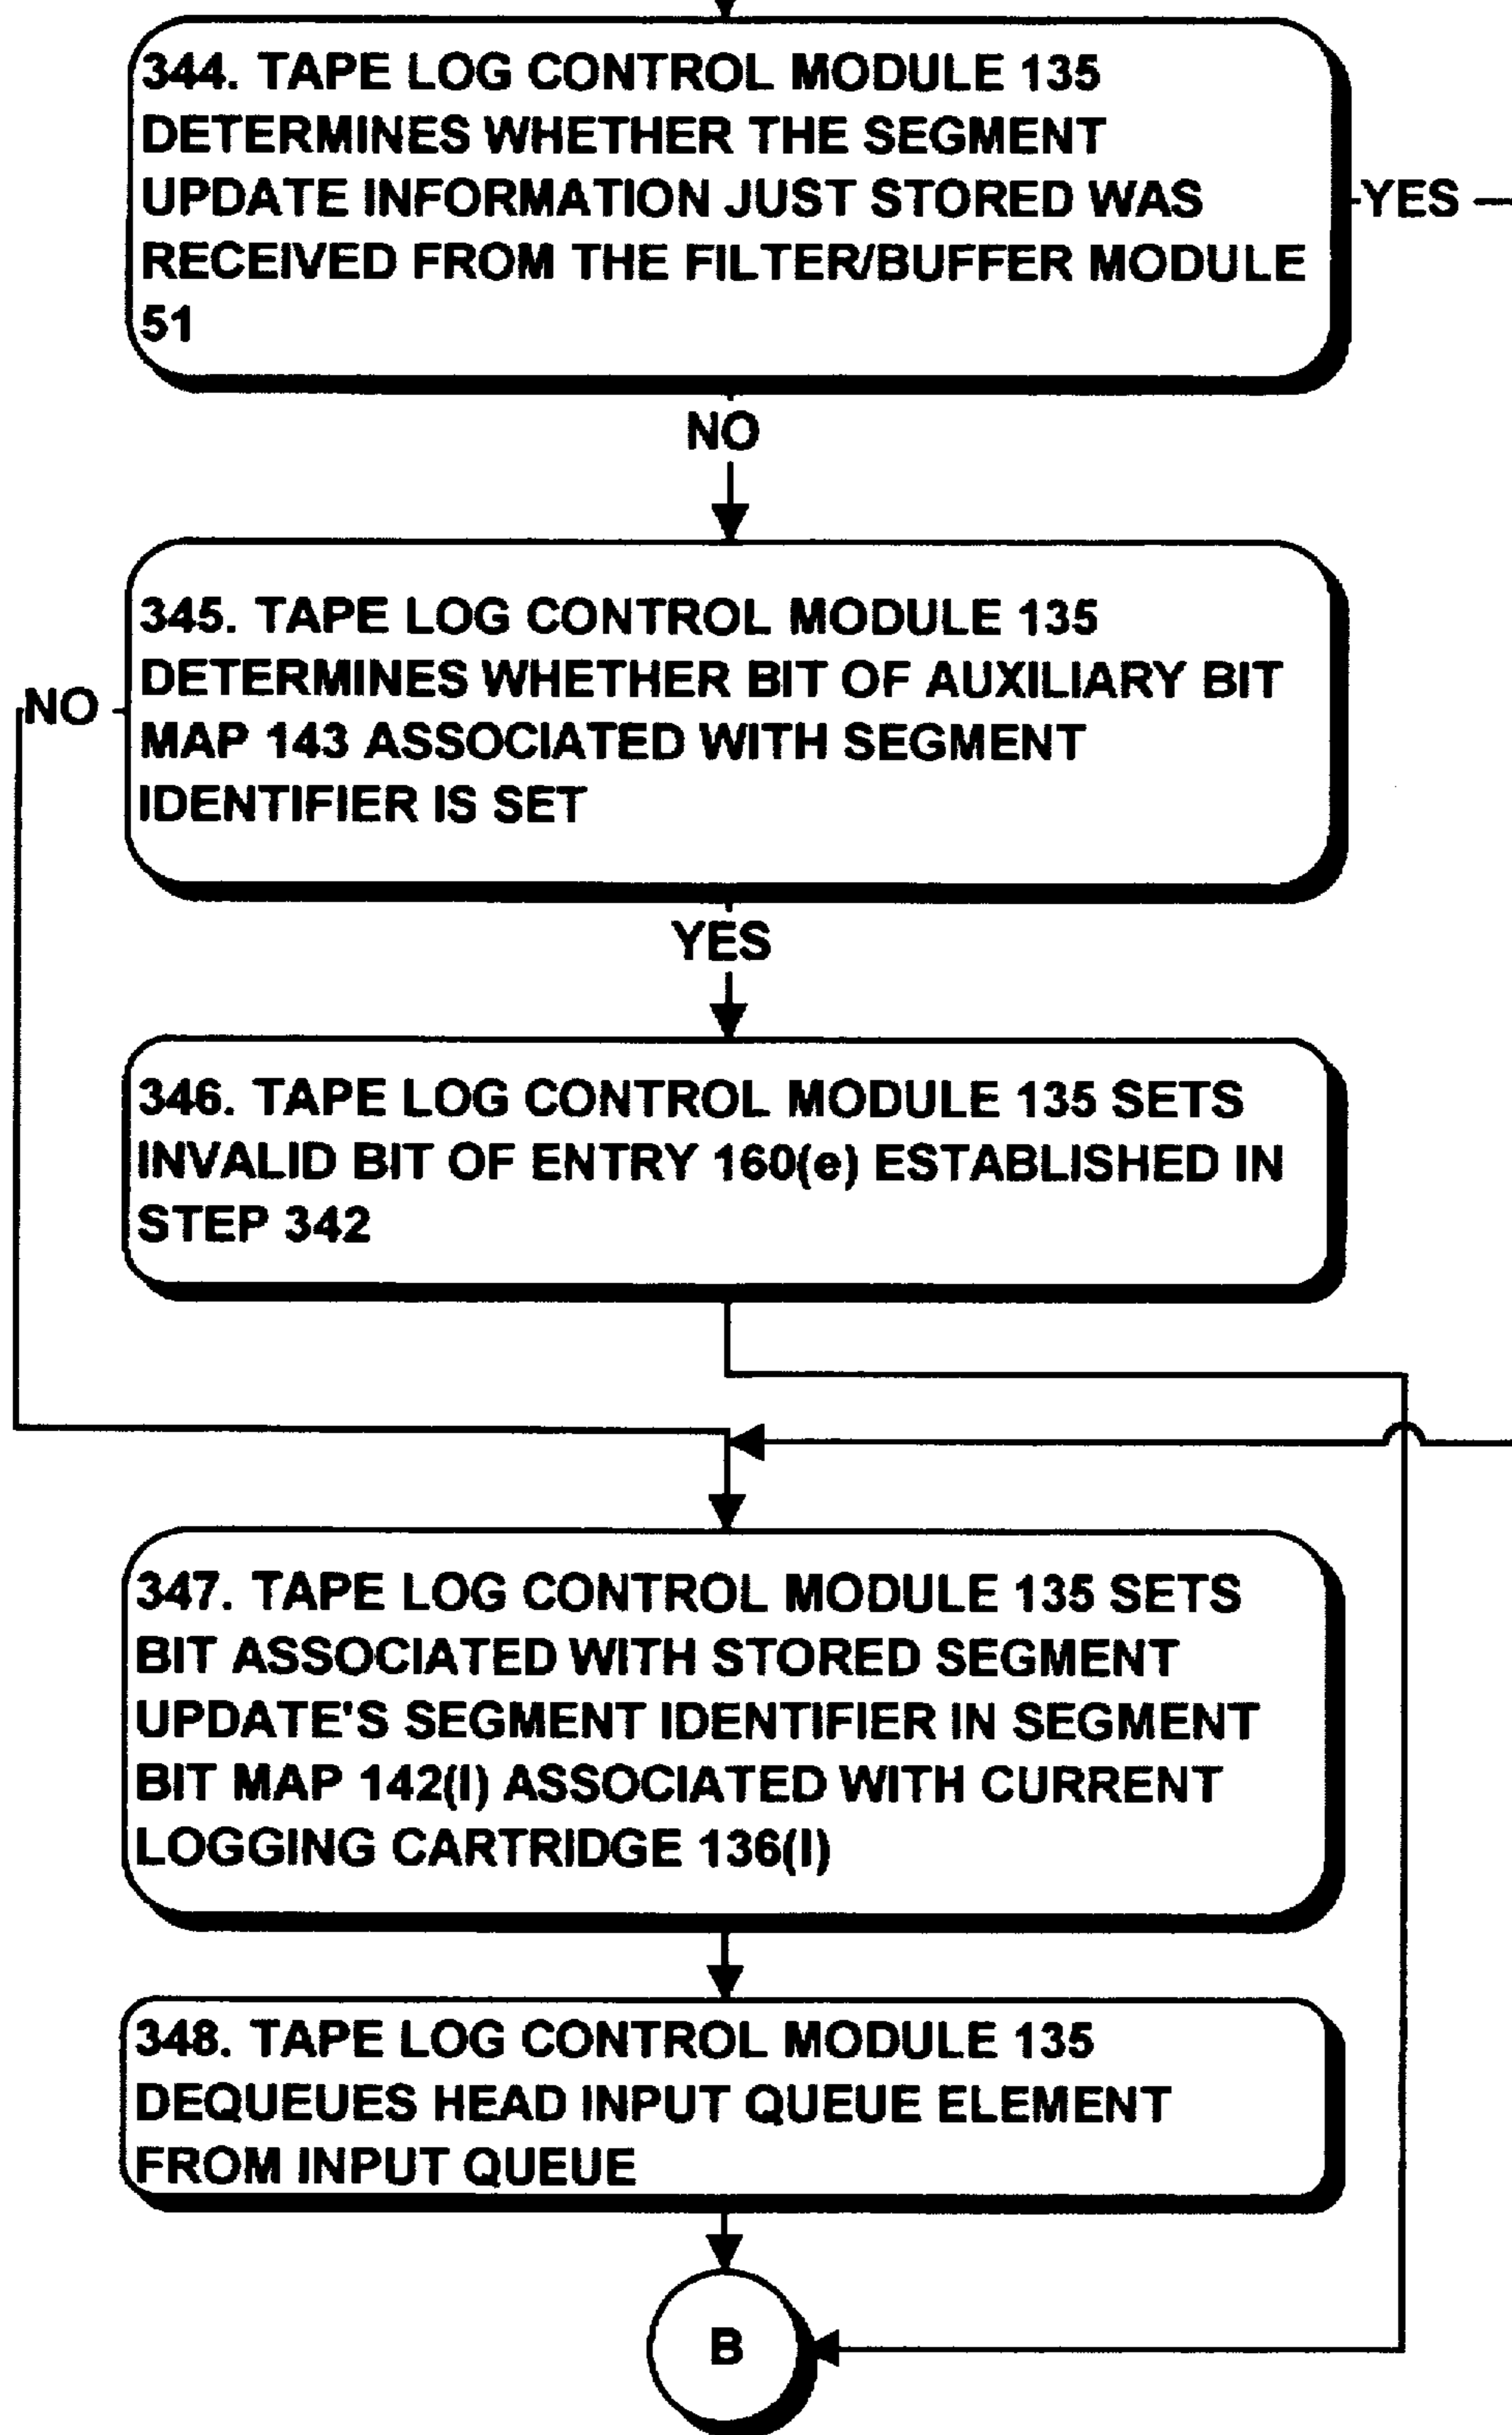 344. TAPE LOG CONTROL MODULE 135
DETERMINES WHETHER THE SEGMENT
UPDATE INFORMATION JUST STORED WAS
RECEIVED FROM THE FILTER/BUFFER MODULE
51
YES
NO
345. TAPE LOG CONTROL MODULE 135
DETERMINES WHETHER BIT OF AUXILIARY BIT
MAP 143 ASSOCIATED WITH SEGMENT
IDENTIFIER IS SET
NO
YES
346. TAPE LOG CONTROL MODULE 135 SETS
INVALID BIT OF ENTRY 160(e) ESTABLISHED IN
STEP 342
347. TAPE LOG CONTROL MODULE 135 SETS
BIT ASSOCIATED WITH STORED SEGMENT
UPDATE'S SEGMENT IDENTIFIER IN SEGMENT
BIT MAP 142(I) ASSOCIATED WITH CURRENT
LOGGING CARTRIDGE 136(I)
348. TAPE LOG CONTROL MODULE 135
DEQUEUES HEAD INPUT QUEUE ELEMENT
FROM INPUT QUEUE
B